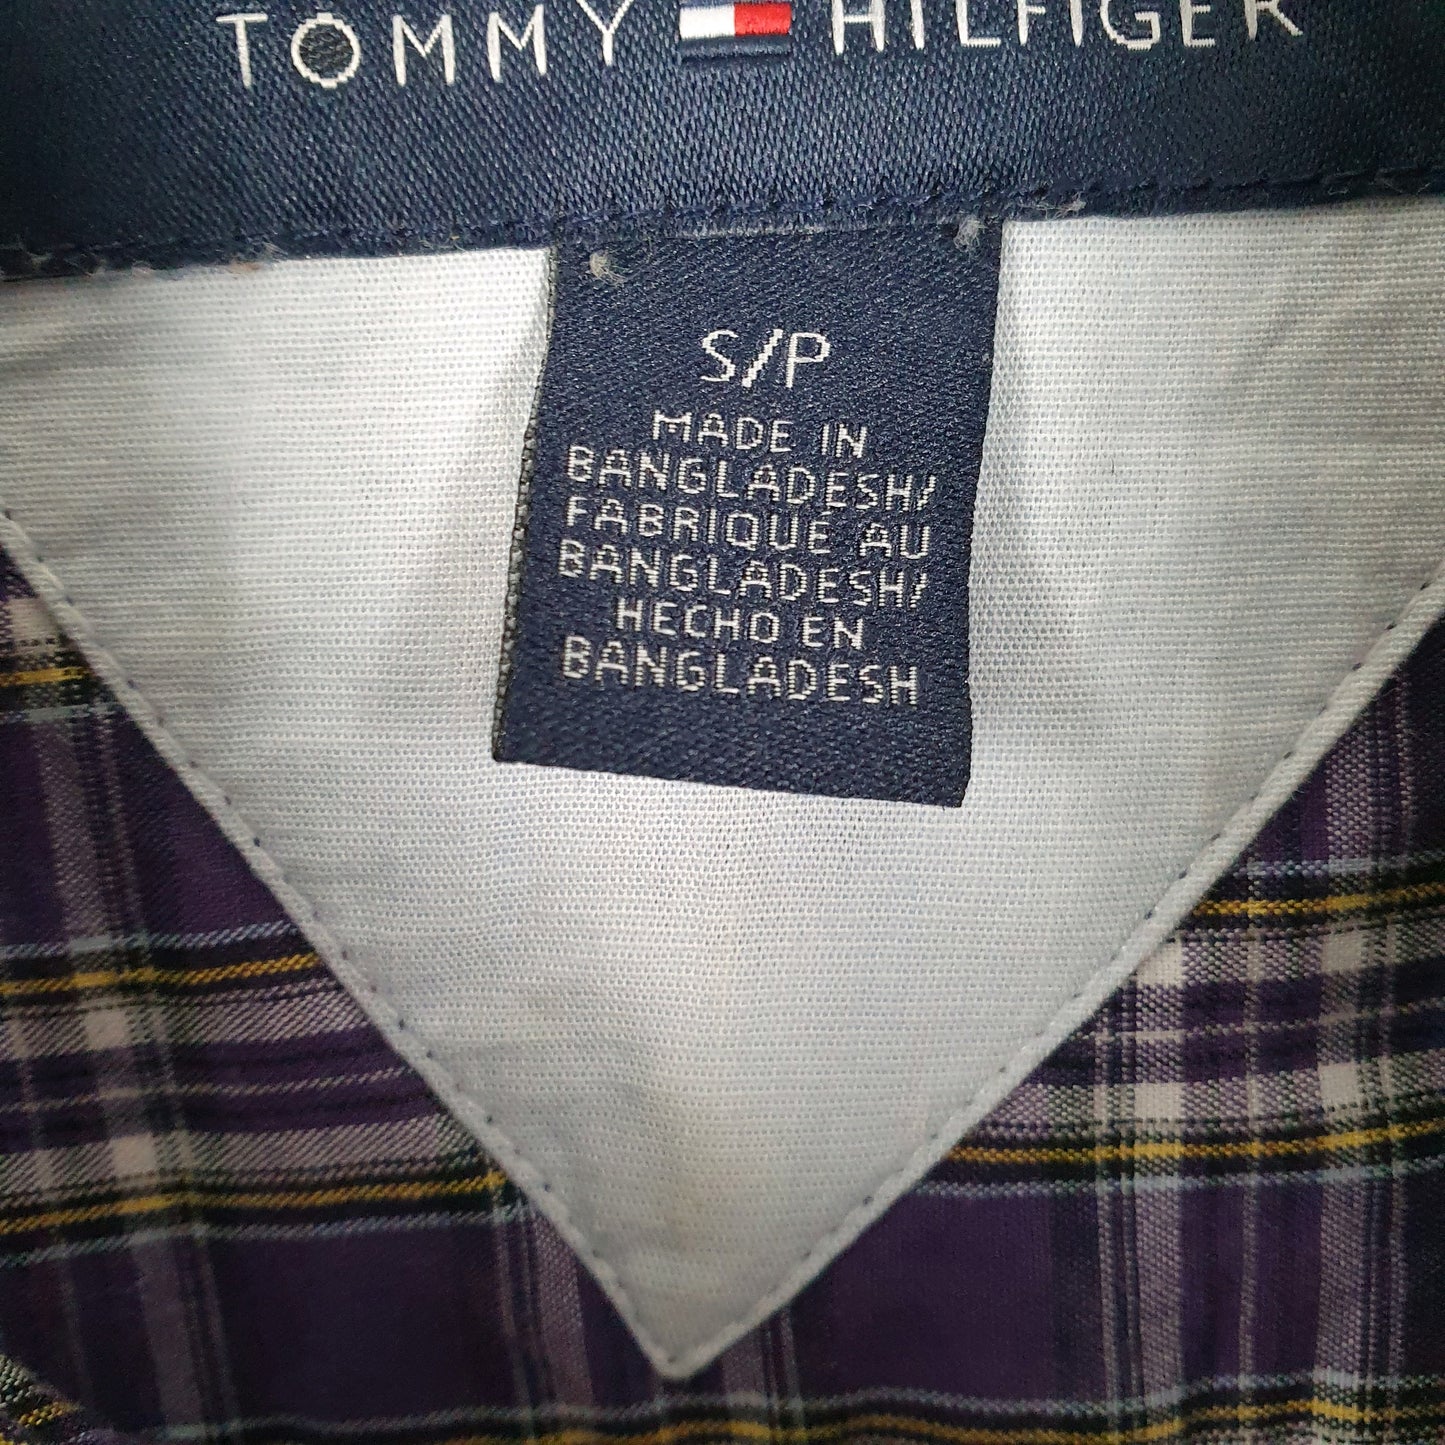 TOMMY HILFIGER
S/P
MADE IN
BANGLADESH/
FABRIQUE AU
BANGLADESH/
HECHO EN
BANGLADESH